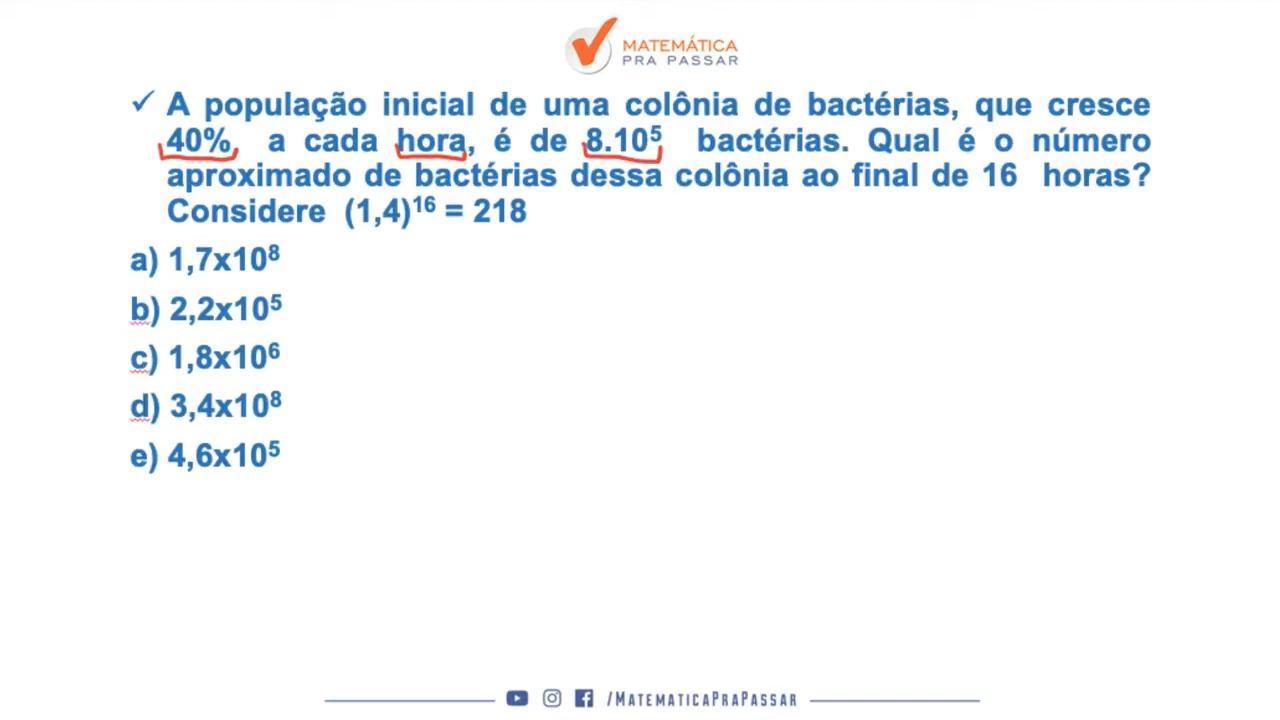 MATEMÁTICA
PRA PASSAR
✓ A população inicial de uma colônia de bactérias, que cresce
40%, a cada hora, é de 8.10⁵ bactérias. Qual é o número
aproximado de bactérias dessa colônia ao final de 16 horas?
Considere (1,4)¹⁶ = 218
a) 1,7x10⁸
b) 2,2x10⁵
c) 1,8x10⁶
d) 3,4x10⁸
e) 4,6x10⁵
/MATEMATICAPRAPASSAR